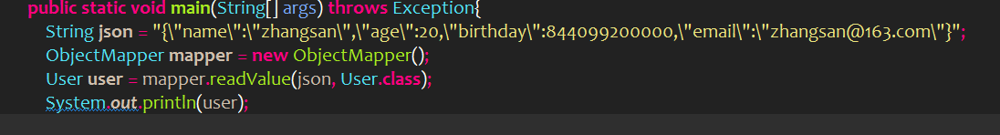 public static void main(String[] args) throws Exception{
String json = "{\"name\":\"zhangsan\",\"age\":20,\"birthday\":844099200000,\"email\":\"zhangsan@163.com\"}";
ObjectMapper mapper = new ObjectMapper();
User user = mapper.readValue(json, User.class);
System.out.println(user);